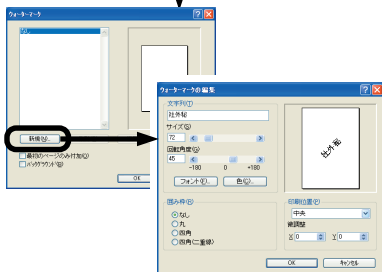 ウォーターマーク
なし
新規(W)...
最初のページのみ付加(O)
バックグラウンド(B)
OK
ウォーターマークの編集
文字列(T)
社外秘
サイズ(S)
72
回転角度(G)
45
-180 0 +180
フォント(F)...
色(C)...
社外秘
囲み枠(R)
なし
丸
四角
四角(二重線)
印刷位置(P)
中央
微調整
X 0 Y 0
OK
キャンセル